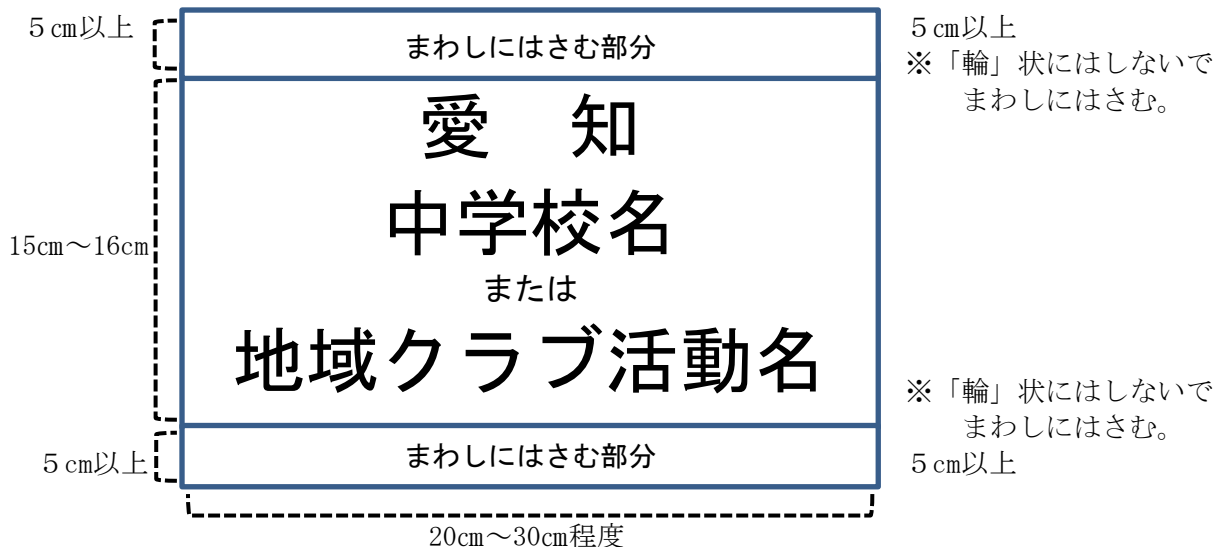 ５㎝以上
まわしにはさむ部分
５㎝以上
※「輪」状にはしないで
まわしにはさむ。
愛　知
中学校名
15㎝～16㎝
または
地域クラブ活動名
※「輪」状にはしないで
まわしにはさむ。
５㎝以上
まわしにはさむ部分
５㎝以上
20㎝～30㎝程度